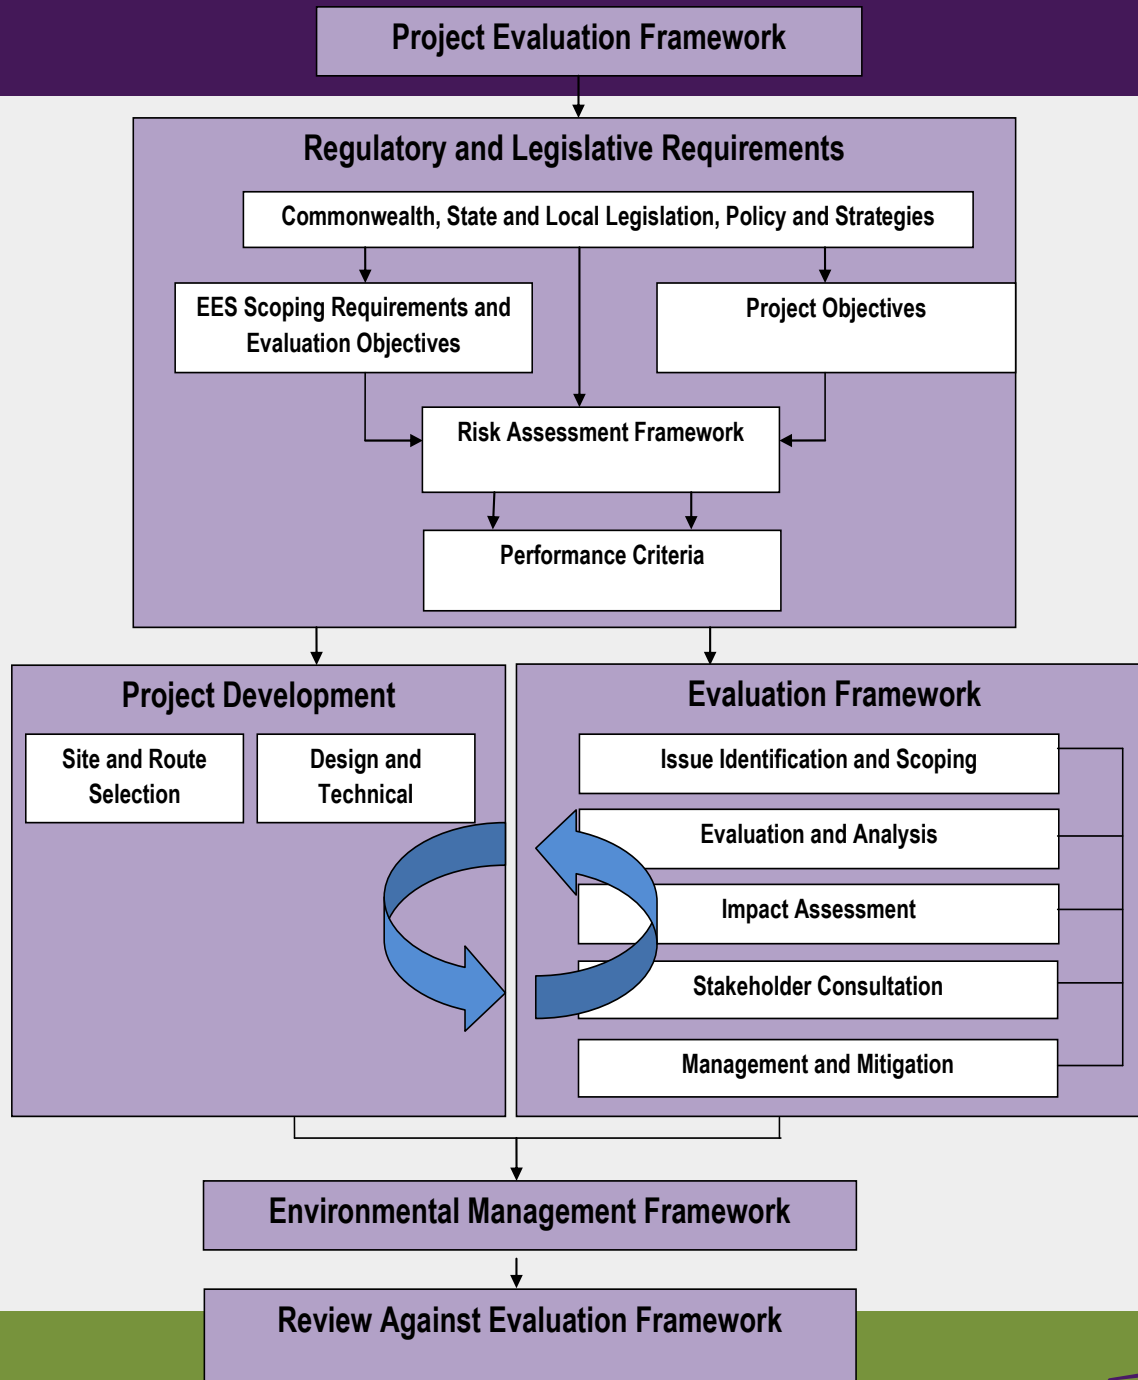 Project Evaluation Framework
Regulatory and Legislative Requirements
Commonwealth, State and Local Legislation, Policy and Strategies
EES Scoping Requirements and
Evaluation Objectives
Project Objectives
Risk Assessment Framework
Performance Criteria
Project Development
Site and Route
Selection
Design and
Technical
Evaluation Framework
Issue Identification and Scoping
Evaluation and Analysis
Impact Assessment
Stakeholder Consultation
Management and Mitigation
Environmental Management Framework
Review Against Evaluation Framework